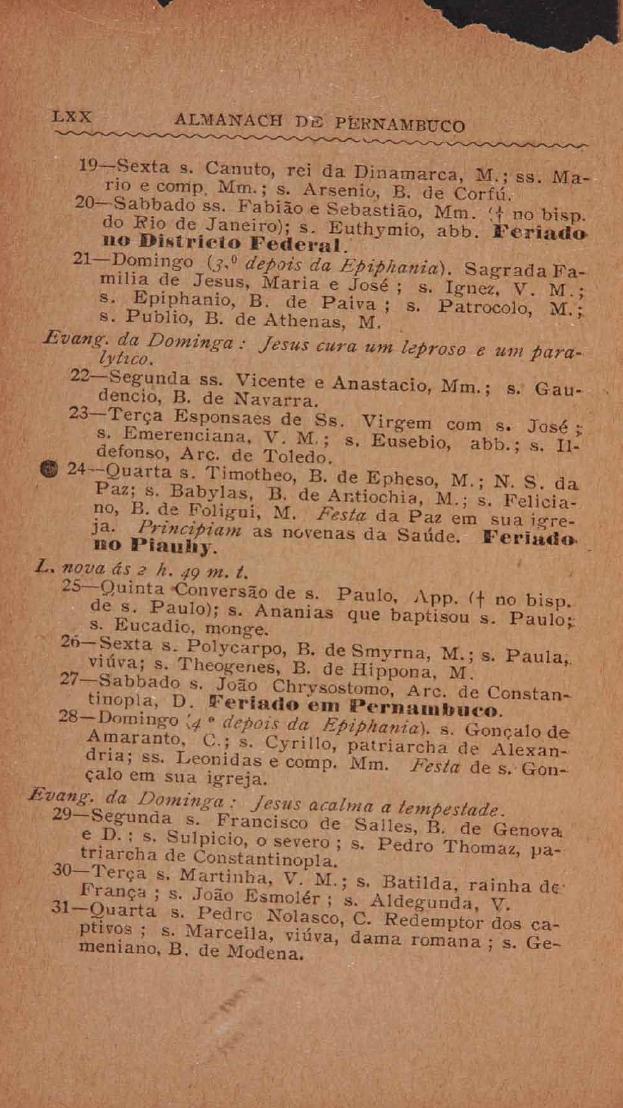 LXX ALMANACH DE PERNAMBUCO
19—Sexta s. Canuto, rei da Dinamarca, M.; ss. Ma-
rio e comp. Mm.; s. Arsenio, B. de Corfú.
20—Sabbado ss. Fabião e Sebastião, Mm. († no bisp.
do Rio de Janeiro); s. Euthymio, abb. Feriado
no Districto Federal.
21—Domingo (3.º depois da Epiphania). Sagrada Fa-
milia de Jesus, Maria e José; s. Ignez, V. M.;
s. Epiphanio, B. de Paiva; s. Patrocolo, M.;
s. Publio, B. de Athenas, M.
Evang. da Dominga: Jesus cura um leproso e um para-
lytico.
22—Segunda ss. Vicente e Anastacio, Mm.; s. Gau-
dencio, B. de Navarra.
23—Terça Esponsaes de Ss. Virgem com s. José;
s. Emerenciana, V. M.; s. Eusebio, abb.; s. Il-
defonso, Arc. de Toledo.
24—Quarta s. Timotheo, B. de Epheso, M.; N. S. da
Paz; s. Babylas, B. de Antiochia, M.; s. Felicia-
no, B. de Foligui, M. Festa da Paz em sua igre-
ja. Principiam as novenas da Saúde. Feriado
no Piauhy.
L. nova ás 2 h. 49 m. t.
25—Quinta Conversão de s. Paulo, App. († no bisp.
de s. Paulo); s. Ananias que baptisou s. Paulo;
s. Eucadio, monge.
26—Sexta s. Polycarpo, B. de Smyrna, M.; s. Paula,
viúva; s. Theogenes, B. de Hippona, M.
27—Sabbado s. João Chrysostomo, Arc. de Constan-
tinopla, D. Feriado em Pernambuco.
28—Domingo (4º depois da Epiphania). s. Gonçalo de
Amaranto, C.; s. Cyrillo, patriarcha de Alexan-
dria; ss. Leonidas e comp. Mm. Festa de s. Gon-
çalo em sua igreja.
Evang. da Dominga: Jesus acalma a tempestade.
29—Segunda s. Francisco de Salles, B. de Genova
e D.; s. Sulpicio, o severo; s. Pedro Thomaz, pa-
triarcha de Constantinopla.
30—Terça s. Martinha, V. M.; s. Batilda, rainha de
França; s. João Esmolér; s. Aldegunda, V.
31—Quarta s. Pedro Nolasco, C. Redemptor dos ca-
ptivos; s. Marcella, viúva, dama romana; s. Ge-
meniano, B. de Modena.